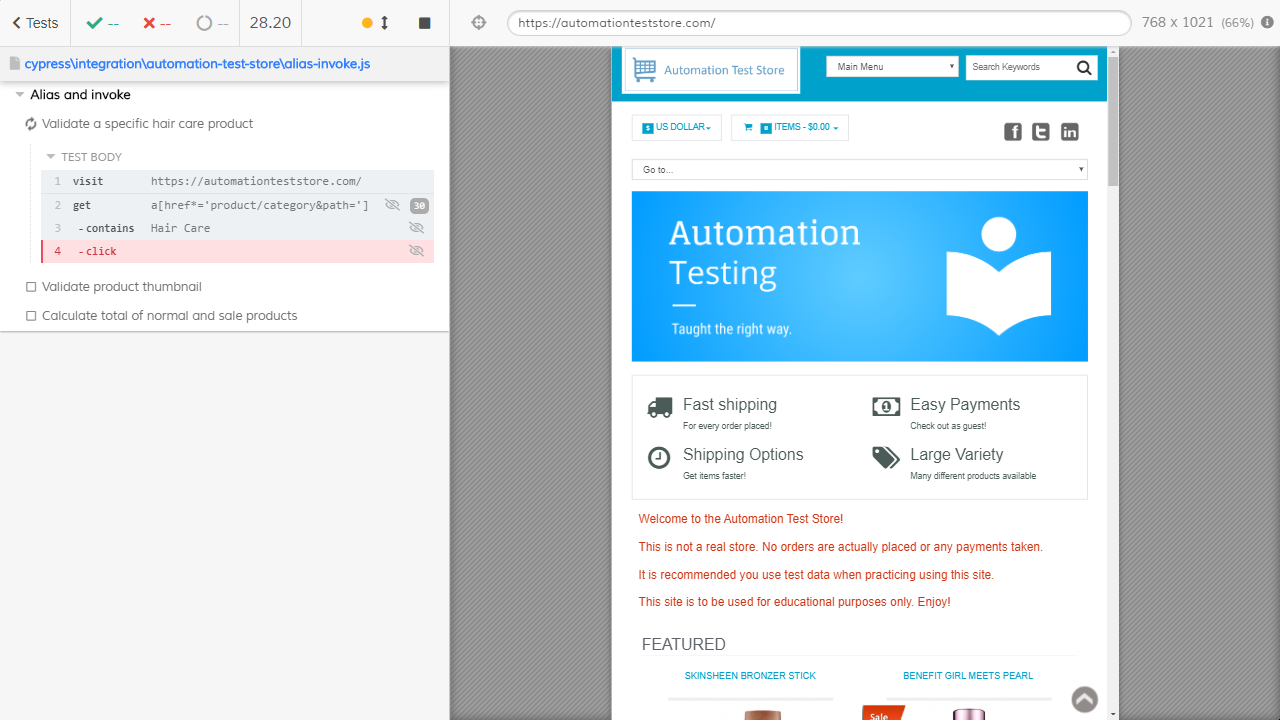 Tests
--
--
--
28.20
https://automationteststore.com/
768 x 1021 (66%)
cypress\integration\automation-test-store\alias-invoke.js
Alias and invoke
Validate a specific hair care product
TEST BODY
1 visit https://automationteststore.com/
2 get a[href*='product/category&path='] 30
3 - contains Hair Care
4 - click
Validate product thumbnail
Calculate total of normal and sale products
Automation Test Store
Main Menu
Search Keywords
$ US DOLLAR
0 ITEMS - $0.00
Go to...
Automation
Testing
Taught the right way.
Fast shipping
For every order placed!
Easy Payments
Check out as guest!
Shipping Options
Get items faster!
Large Variety
Many different products available
Welcome to the Automation Test Store!
This is not a real store. No orders are actually placed or any payments taken.
It is recommended you use test data when practicing using this site.
This site is to be used for educational purposes only. Enjoy!
FEATURED
SKINSHEEN BRONZER STICK
BENEFIT GIRL MEETS PEARL
Sale